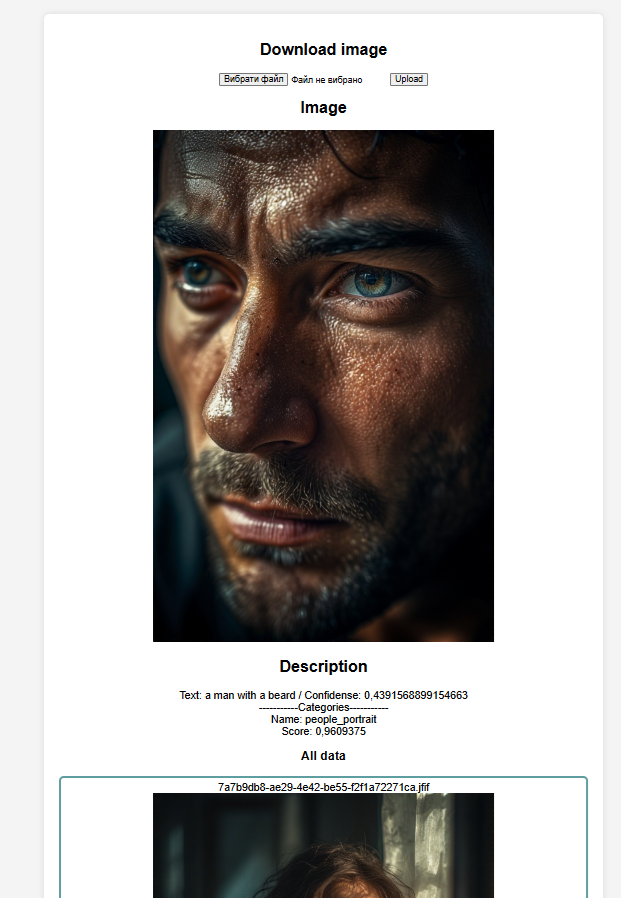 Download image
Вибрати файл Файл не вибрано Upload
Image
Description
Text: a man with a beard / Confidense: 0,4391568899154663
-----------Categories-----------
Name: people_portrait
Score: 0,9609375
All data
7a7b9db8-ae29-4e42-be55-f2f1a72271ca.jfif